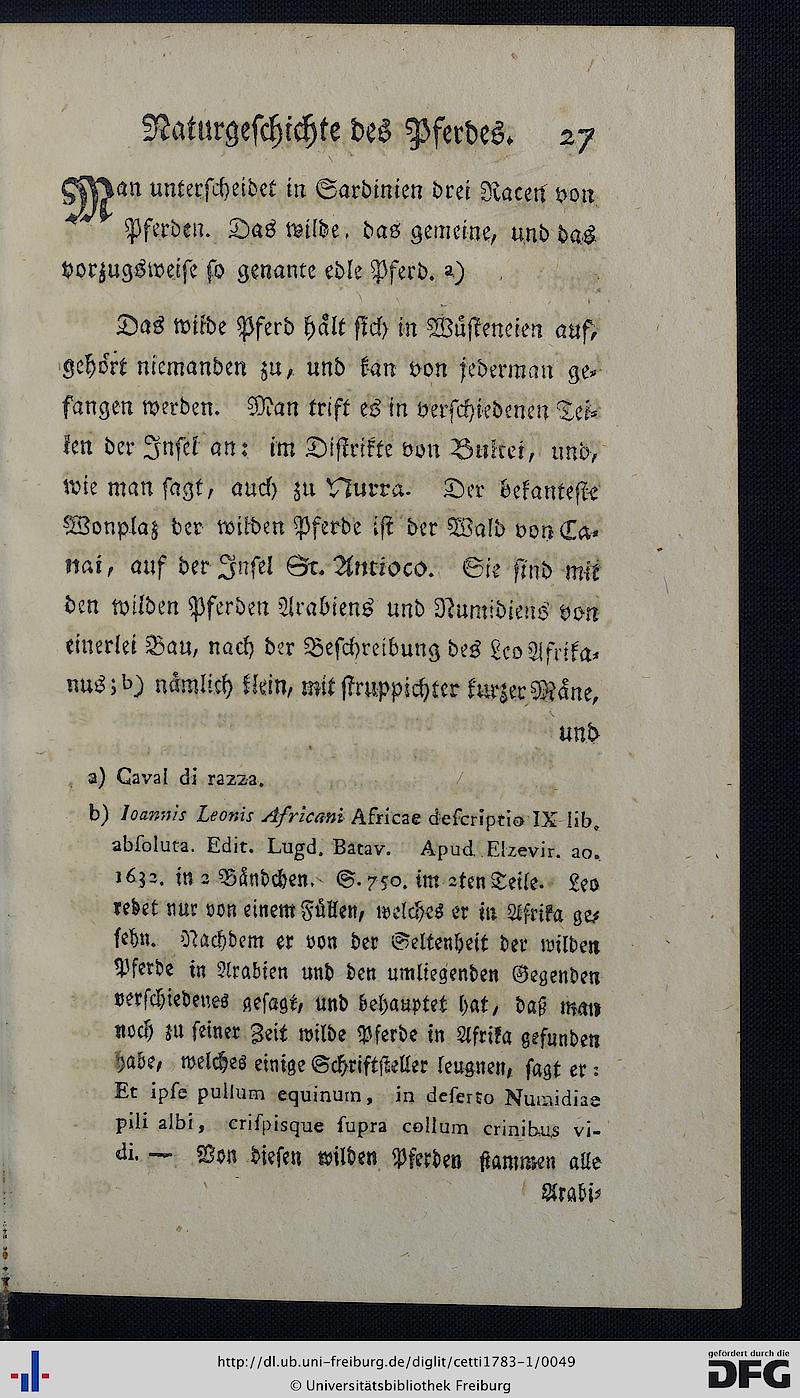 Naturgeschichte des Pferdes. 27
Man unterscheidet in Sardinien drei Racen von
Pferden. Das wilde, das gemeine, und das
vorzugsweise so genante edle Pferd. a)
Das wilde Pferd hält sich in Wüsteneien auf,
gehört niemanden zu, und kan von jederman ge-
fangen werden. Man trift es in verschiedenen Tei-
len der Insel an: im Distrikte von Bultei, und,
wie man sagt, auch zu Nurra. Der bekanteste
Wonplaz der wilden Pferde ist der Wald von Ca-
nai, auf der Insel St. Antioco. Sie sind mit
den wilden Pferden Arabiens und Numidiens von
einerlei Bau, nach der Beschreibung des Leo Afrika-
nus; b) nämlich klein, mit struppichter kurzer Mäne,
und
a) Caval di razza.
b) Ioannis Leonis Africani Africae deſcriptio IX lib.
abſoluta. Edit. Lugd. Batav. Apud Elzevir. ao.
1632. in 2 Bändchen. S. 750. im 2ten Teile. Leo
redet nur von einem Füllen, welches er in Afrika ge-
sehn. Nachdem er von der Seltenheit der wilden
Pferde in Arabien und den umliegenden Gegenden
verschiedenes gesagt, und behauptet hat, daß man
noch zu seiner Zeit wilde Pferde in Afrika gefunden
habe, welches einige Schriftsteller leugnen, sagt er:
Et ipſe pullum equinum, in deſerto Numidiae
pili albi, criſpisque ſupra collum crinibus vi-
di. — Von diesen wilden Pferden stammen alle
Arabi-
http://dl.ub.uni-freiburg.de/diglit/cetti1783-1/0049
© Universitätsbibliothek Freiburg
gefördert durch die
DFG